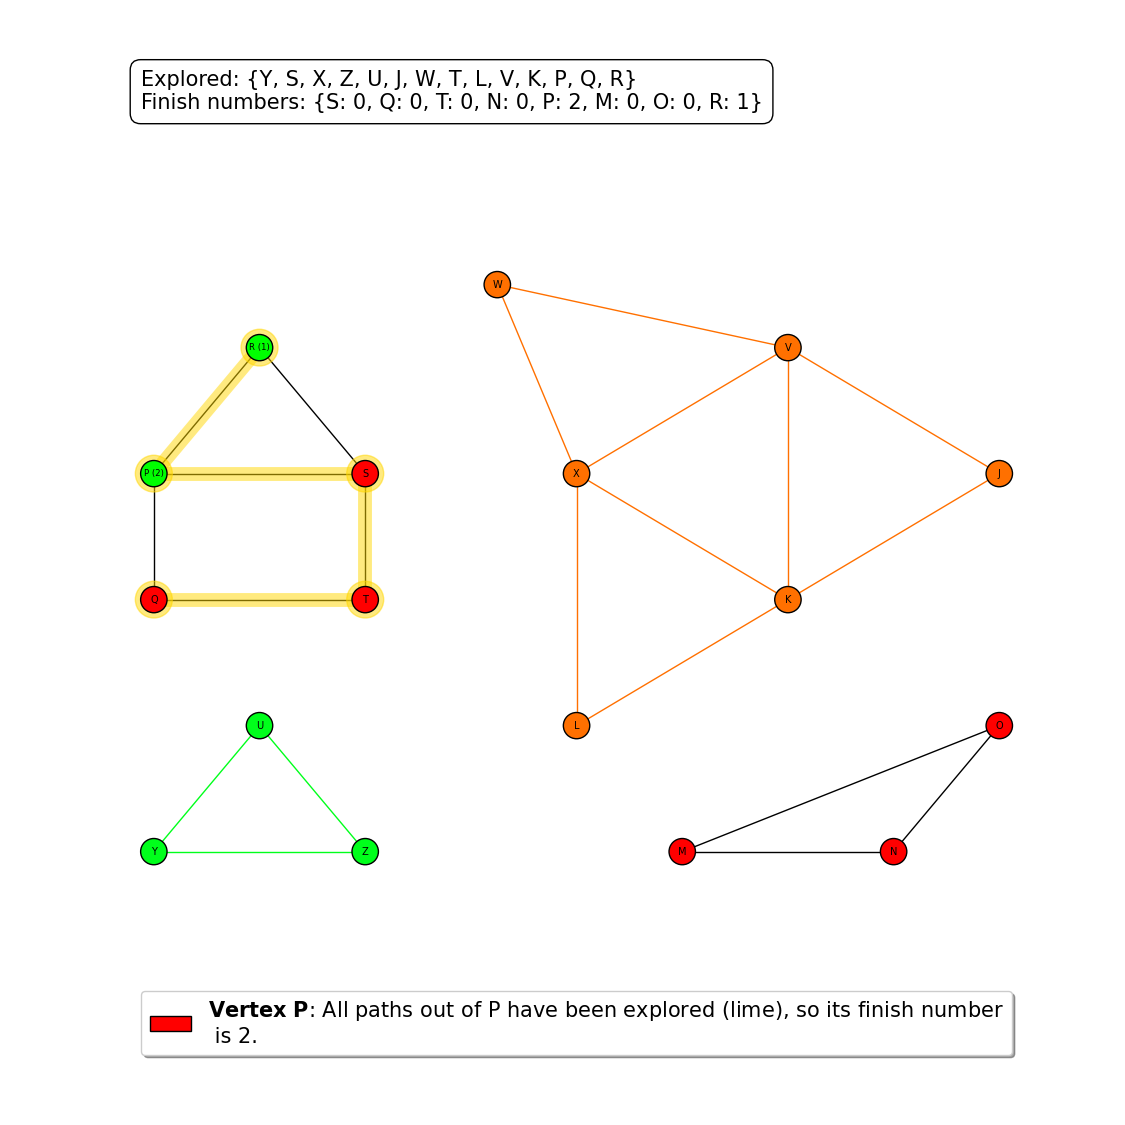 Explored: {Y, S, X, Z, U, J, W, T, L, V, K, P, Q, R}
Finish numbers: {S: 0, Q: 0, T: 0, N: 0, P: 2, M: 0, O: 0, R: 1}
W
R (1)
V
P (2)
S
X
J
Q
T
K
U
L
O
Y
Z
M
N
Vertex P: All paths out of P have been explored (lime), so its finish number
is 2.